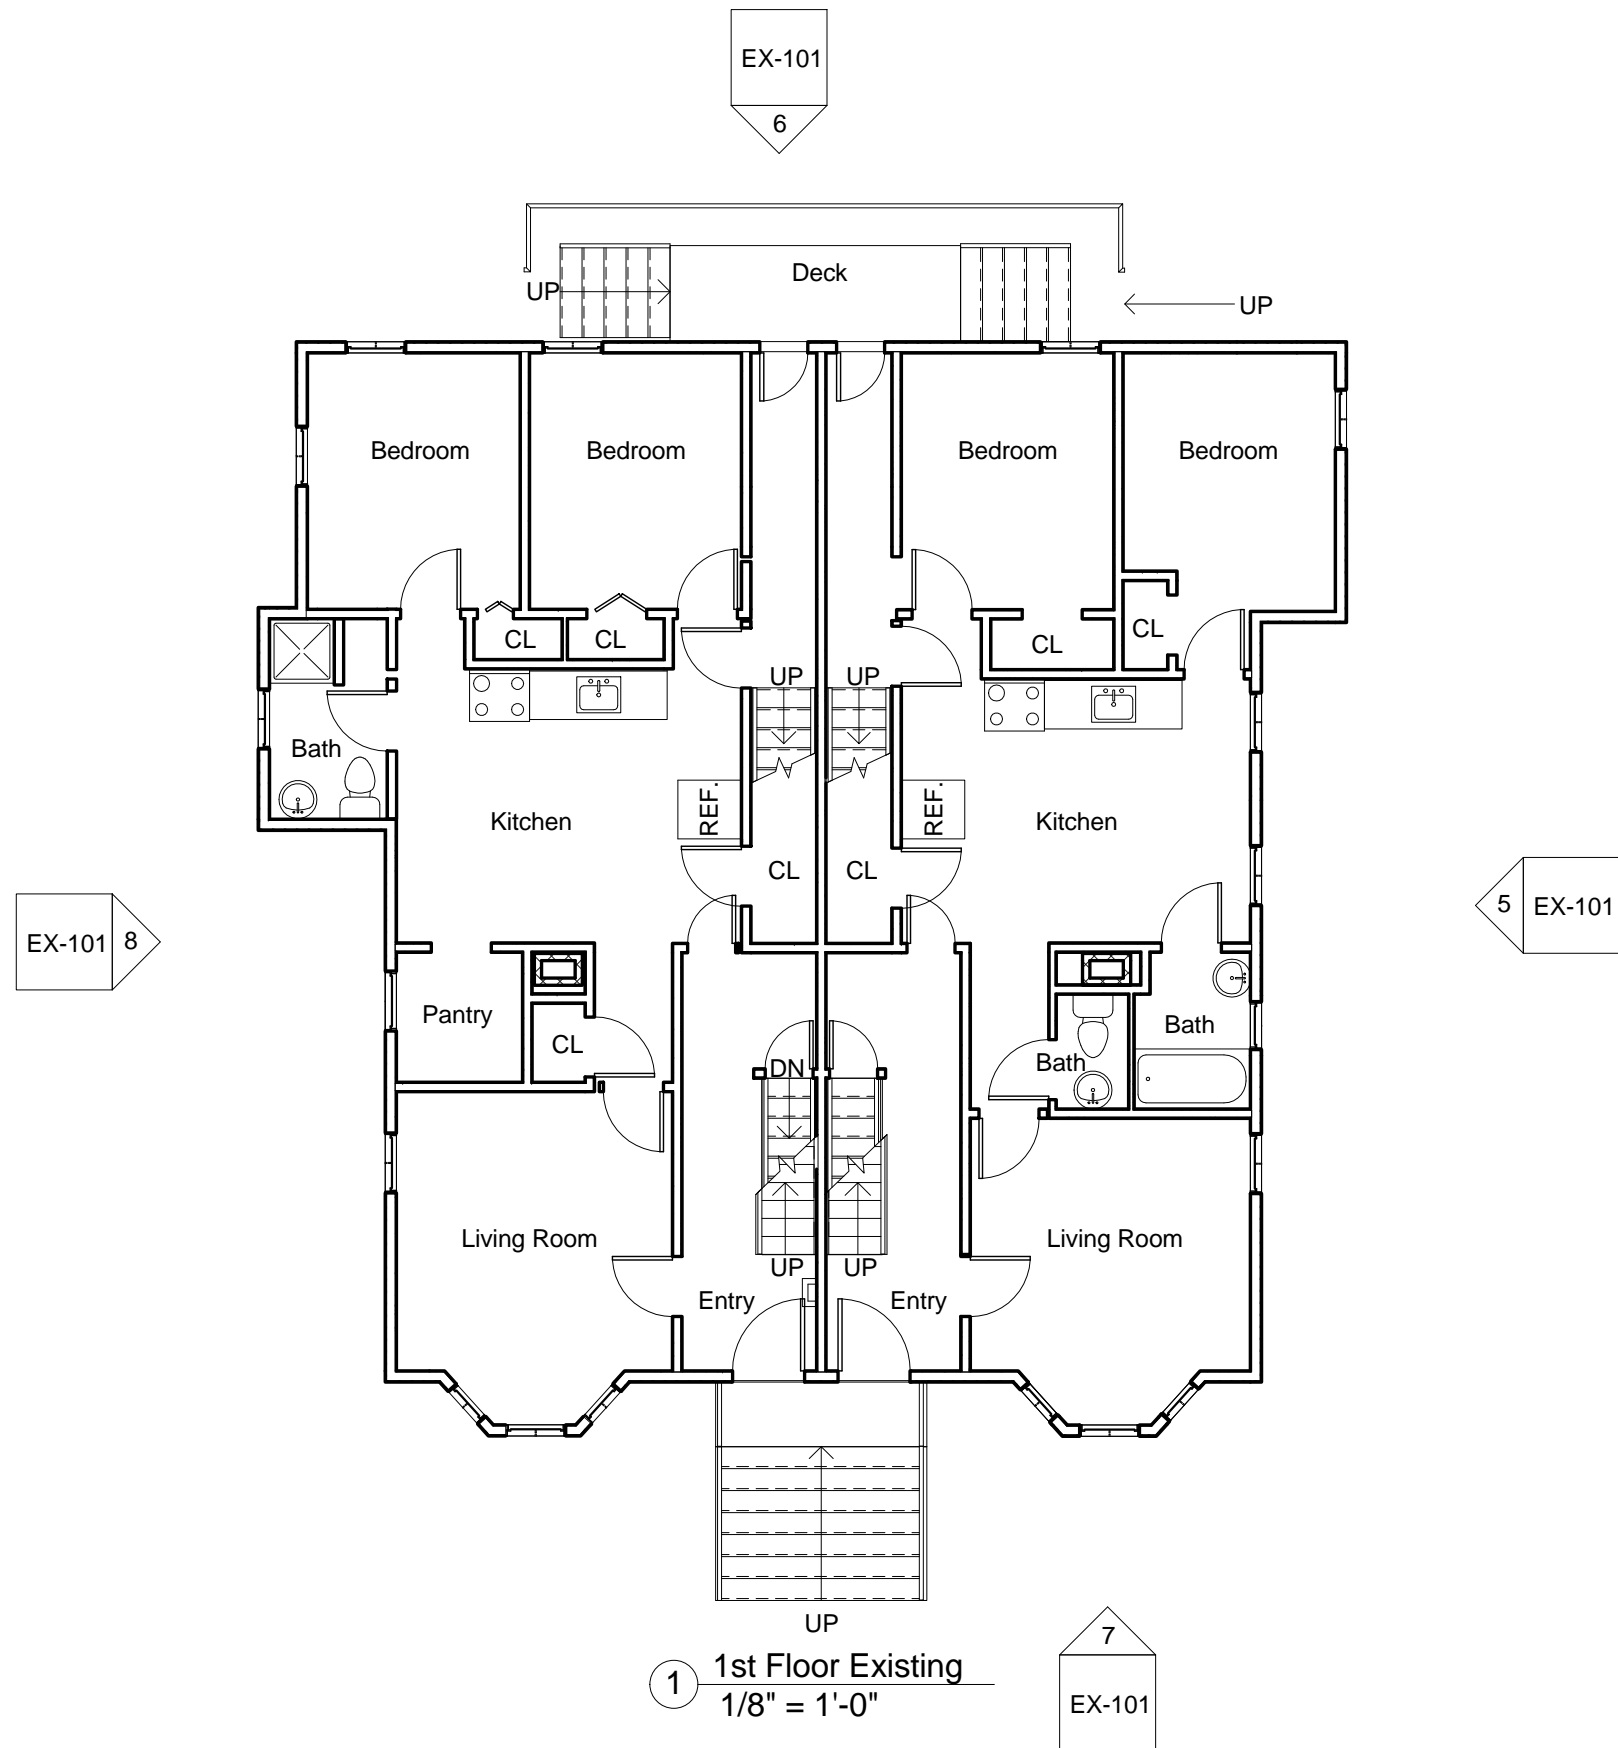 EX-101
6
Deck
UP
UP
Bedroom
Bedroom
Bedroom
Bedroom
CL
CL
CL
CL
UP
UP
Bath
REF.
REF.
Kitchen
Kitchen
CL
CL
EX-101
8
5
EX-101
Pantry
CL
Bath
Bath
DN
Living Room
Living Room
UP
UP
Entry
Entry
UP
1
1st Floor Existing
1/8" = 1'-0"
7
EX-101